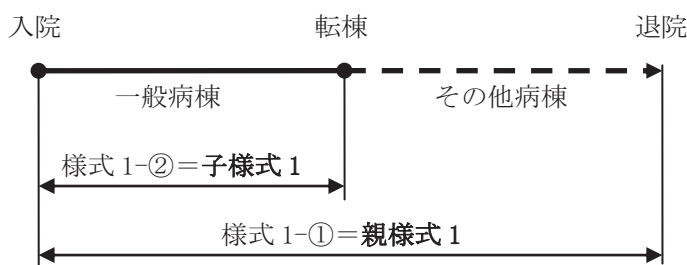 入院 転棟 退院
一般病棟 その他病棟
様式 1-②＝子様式 1
様式 1-①＝親様式 1